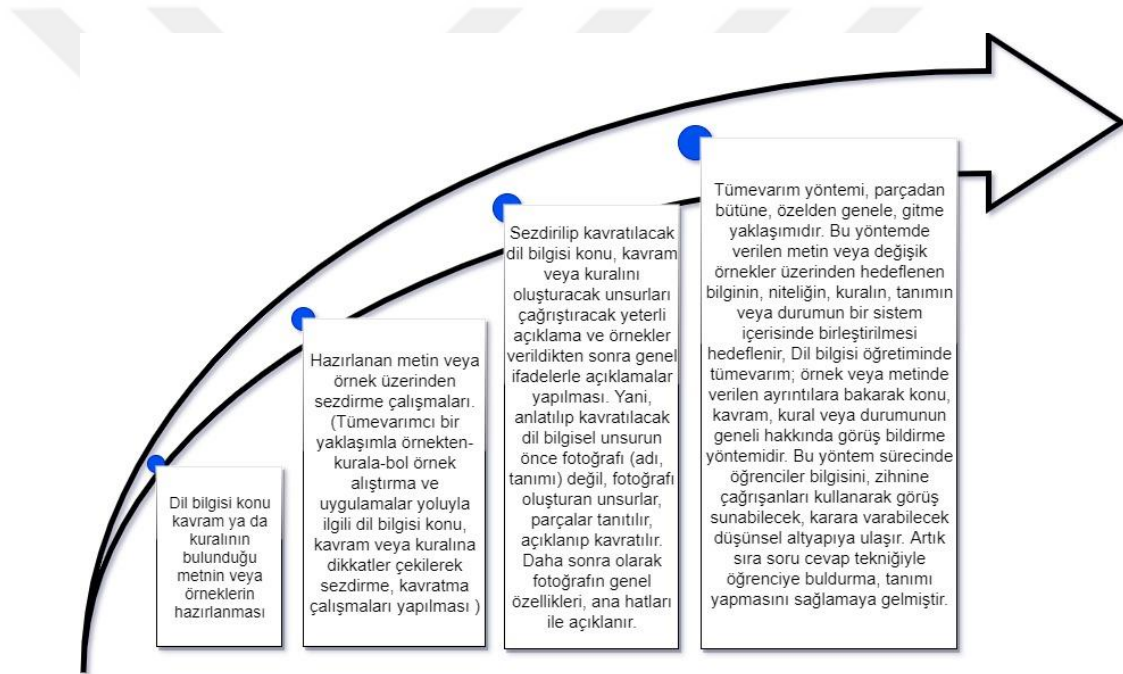 Dil bilgisi konu
kavram ya da
kuralının
bulunduğu
metnin veya
örneklerin
hazırlanması
Hazırlanan metin veya
örnek üzerinden
sezdirme çalışmaları.
(Tümevarımcı bir
yaklaşımla örnekten-
kurala-bol örnek
alıştırma ve
uygulamalar yoluyla
ilgili dil bilgisi konu,
kavram veya kuralına
dikkatler çekilerek
sezdirme, kavratma
çalışmaları yapılması )
Sezdirilip kavratılacak
dil bilgisi konu, kavram
veya kuralını
oluşturacak unsurları
çağrıştıracak yeterli
açıklama ve örnekler
verildikten sonra genel
ifadelerle açıklamalar
yapılması. Yani,
anlatılıp kavratılacak
dil bilgisel unsurun
önce fotoğrafı (adı,
tanımı) değil, fotoğrafı
oluşturan unsurlar,
parçalar tanıtılır,
açıklanıp kavratılır.
Daha sonra olarak
fotoğrafın genel
özellikleri, ana hatları
ile açıklanır.
Tümevarım yöntemi, parçadan
bütüne, özelden genele, gitme
yaklaşımıdır. Bu yöntemde
verilen metin veya değişik
örnekler üzerinden hedeflenen
bilginin, niteliğin, kuralın, tanımın
veya durumun bir sistem
içerisinde birleştirilmesi
hedeflenir, Dil bilgisi öğretiminde
tümevarım; örnek veya metinde
verilen ayrıntılara bakarak konu,
kavram, kural veya durumunun
geneli hakkında görüş bildirme
yöntemidir. Bu yöntem sürecinde
öğrenciler bilgisini, zihnine
çağrışanları kullanarak görüş
sunabilecek, karara varabilecek
düşünsel altyapıya ulaşır. Artık
sıra soru cevap tekniğiyle
öğrenciye buldurma, tanımı
yapmasını sağlamaya gelmiştir.